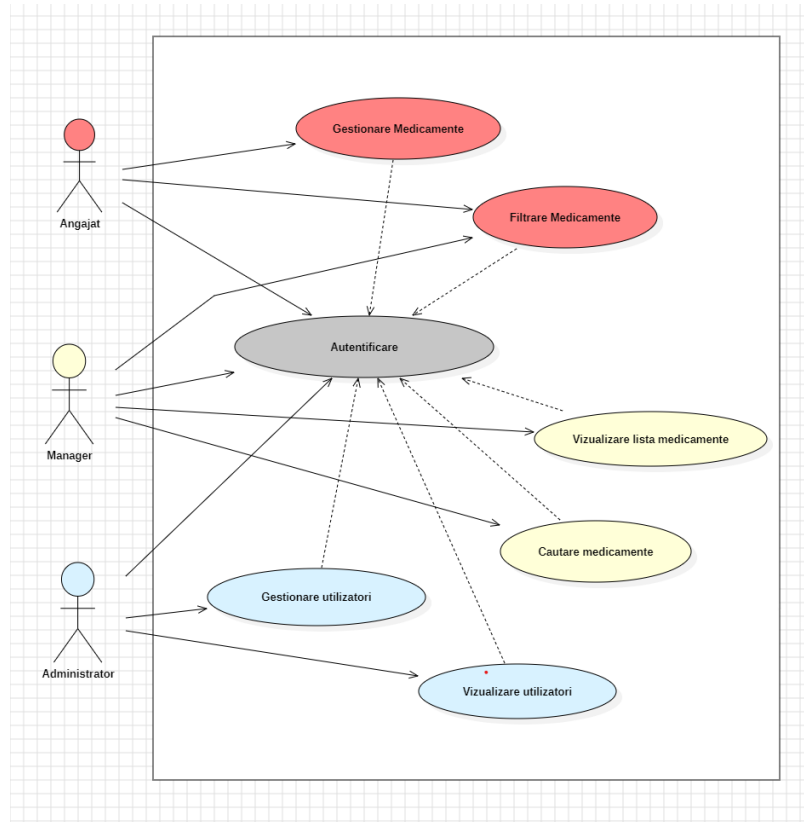 Gestionare Medicamente
Angajat
Filtrare Medicamente
Autentificare
Manager
Vizualizare lista medicamente
Cautare medicamente
Gestionare utilizatori
Administrator
Vizualizare utilizatori